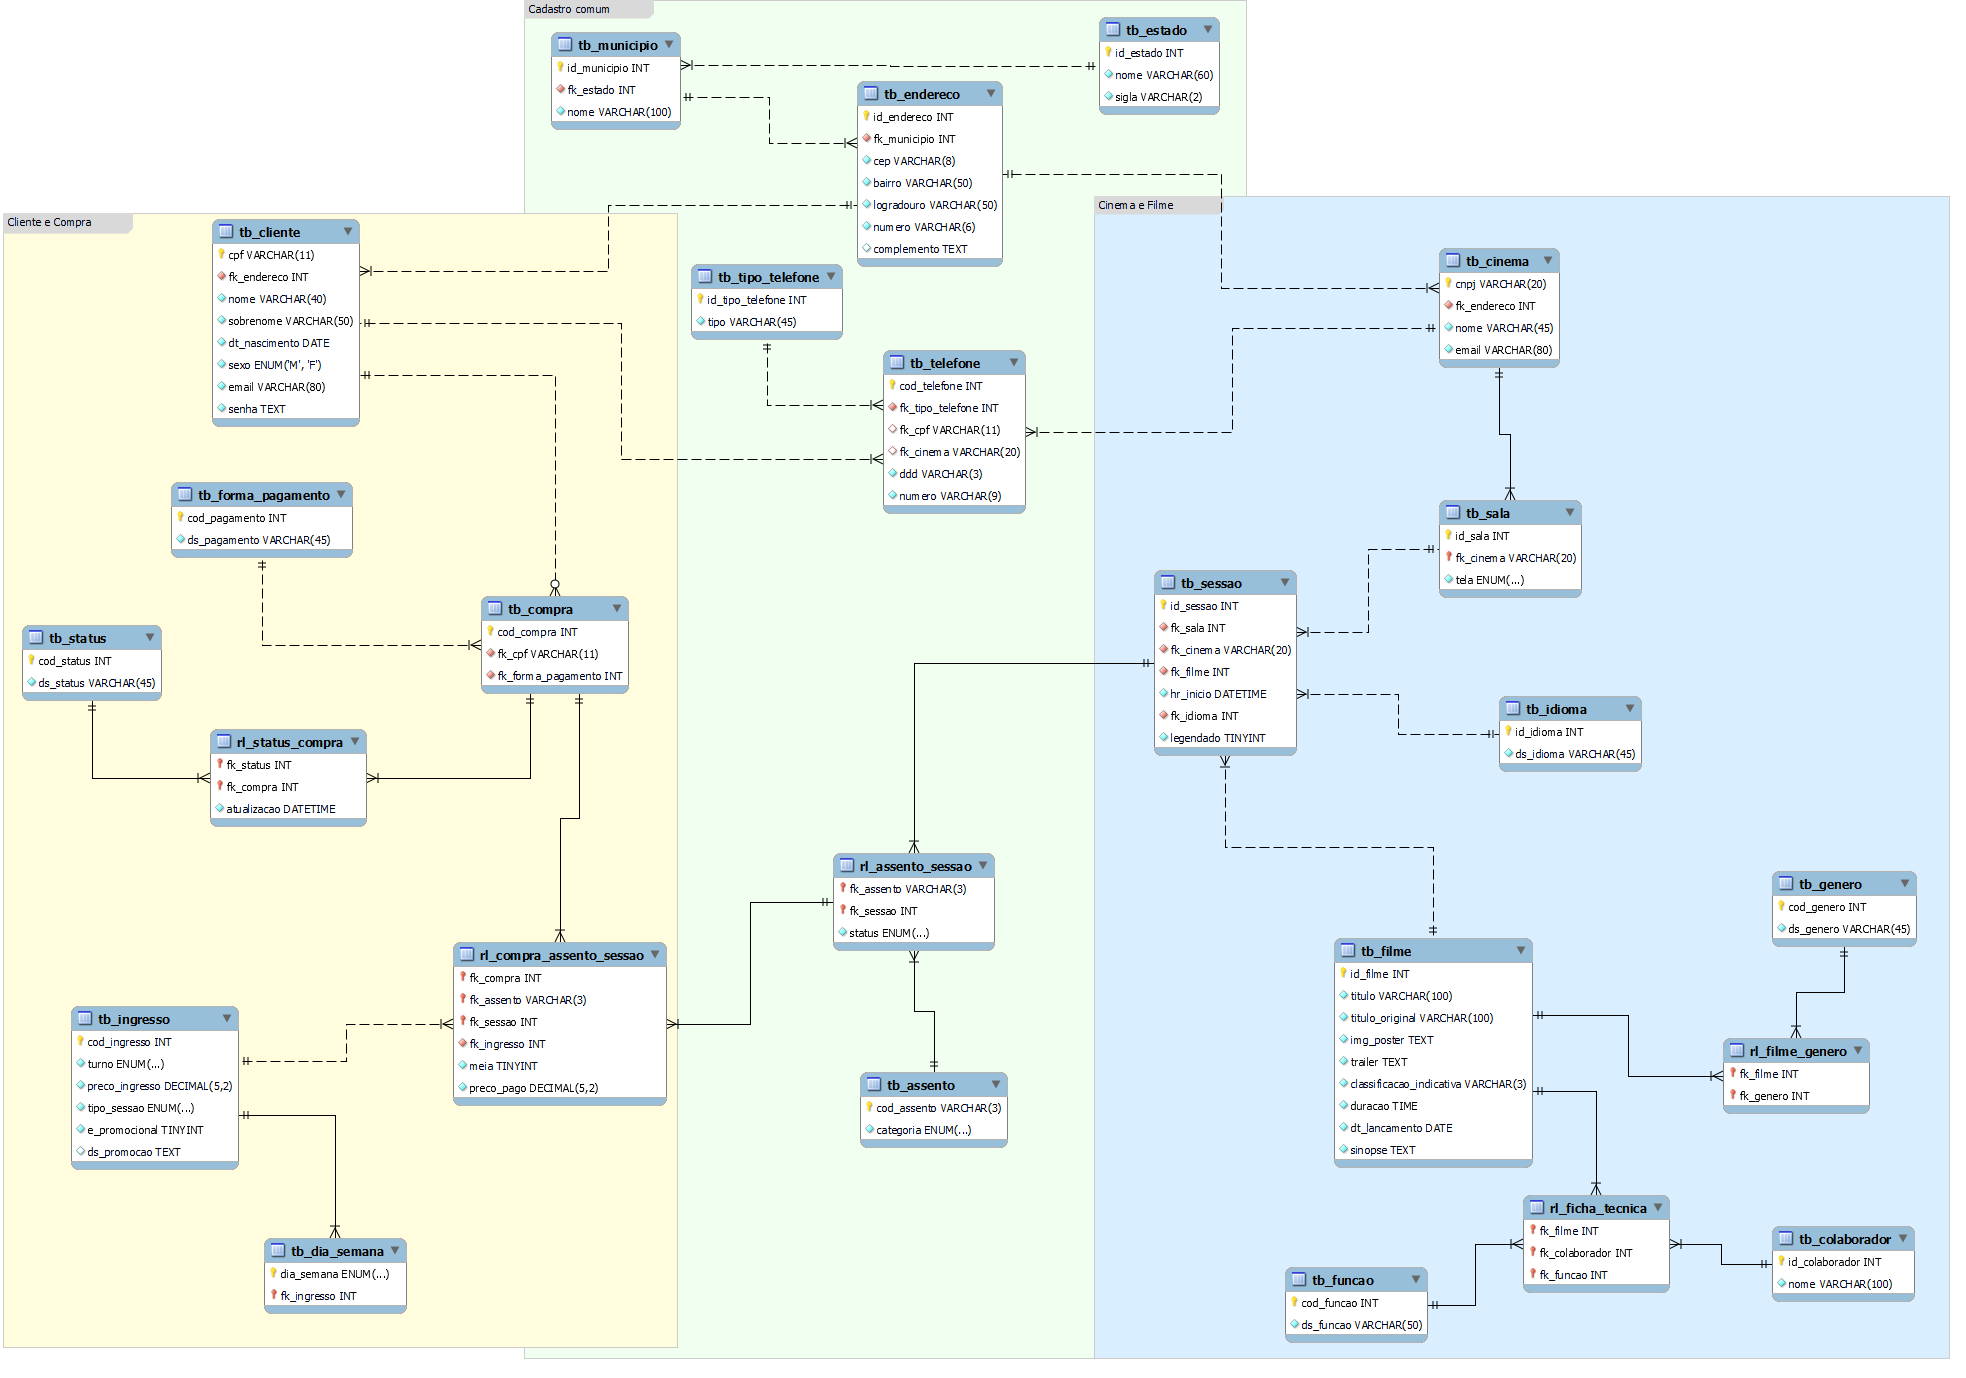 Cadastro comum
tb_municipio
id_municipio INT
fk_estado INT
nome VARCHAR(100)
tb_estado
id_estado INT
nome VARCHAR(60)
sigla VARCHAR(2)
tb_endereco
id_endereco INT
fk_municipio INT
cep VARCHAR(8)
bairro VARCHAR(50)
logradouro VARCHAR(50)
numero VARCHAR(6)
complemento TEXT
tb_tipo_telefone
id_tipo_telefone INT
tipo VARCHAR(45)
tb_telefone
cod_telefone INT
fk_tipo_telefone INT
fk_cpf VARCHAR(11)
fk_cinema VARCHAR(20)
ddd VARCHAR(3)
numero VARCHAR(9)
Cliente e Compra
tb_cliente
cpf VARCHAR(11)
fk_endereco INT
nome VARCHAR(40)
sobrenome VARCHAR(50)
dt_nascimento DATE
sexo ENUM('M', 'F')
email VARCHAR(80)
senha TEXT
tb_forma_pagamento
cod_pagamento INT
ds_pagamento VARCHAR(45)
tb_compra
cod_compra INT
fk_cpf VARCHAR(11)
fk_forma_pagamento INT
tb_status
cod_status INT
ds_status VARCHAR(45)
rl_status_compra
fk_status INT
fk_compra INT
atualizacao DATETIME
rl_compra_assento_sessao
fk_compra INT
fk_assento VARCHAR(3)
fk_sessao INT
fk_ingresso INT
meia TINYINT
preco_pago DECIMAL(5,2)
tb_ingresso
cod_ingresso INT
turno ENUM(...)
preco_ingresso DECIMAL(5,2)
tipo_sessao ENUM(...)
e_promocional TINYINT
ds_promocao TEXT
tb_dia_semana
dia_semana ENUM(...)
fk_ingresso INT
rl_assento_sessao
fk_assento VARCHAR(3)
fk_sessao INT
status ENUM(...)
tb_assento
cod_assento VARCHAR(3)
categoria ENUM(...)
Cinema e Filme
tb_cinema
cnpj VARCHAR(20)
fk_endereco INT
nome VARCHAR(45)
email VARCHAR(80)
tb_sala
id_sala INT
fk_cinema VARCHAR(20)
tela ENUM(...)
tb_sessao
id_sessao INT
fk_sala INT
fk_cinema VARCHAR(20)
fk_filme INT
hr_inicio DATETIME
fk_idioma INT
legendado TINYINT
tb_idioma
id_idioma INT
ds_idioma VARCHAR(45)
tb_genero
cod_genero INT
ds_genero VARCHAR(45)
tb_filme
id_filme INT
titulo VARCHAR(100)
titulo_original VARCHAR(100)
img_poster TEXT
trailer TEXT
classificacao_indicativa VARCHAR(3)
duracao TIME
dt_lancamento DATE
sinopse TEXT
rl_filme_genero
fk_filme INT
fk_genero INT
rl_ficha_tecnica
fk_filme INT
fk_colaborador INT
fk_funcao INT
tb_colaborador
id_colaborador INT
nome VARCHAR(100)
tb_funcao
cod_funcao INT
ds_funcao VARCHAR(50)